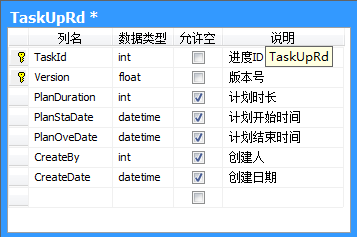 TaskUpRd *
列名 数据类型 允许空 说明
TaskId int 进度ID TaskUpRd
Version float 版本号
PlanDuration int 计划时长
PlanStaDate datetime 计划开始时间
PlanOveDate datetime 计划结束时间
CreateBy int 创建人
CreateDate datetime 创建日期